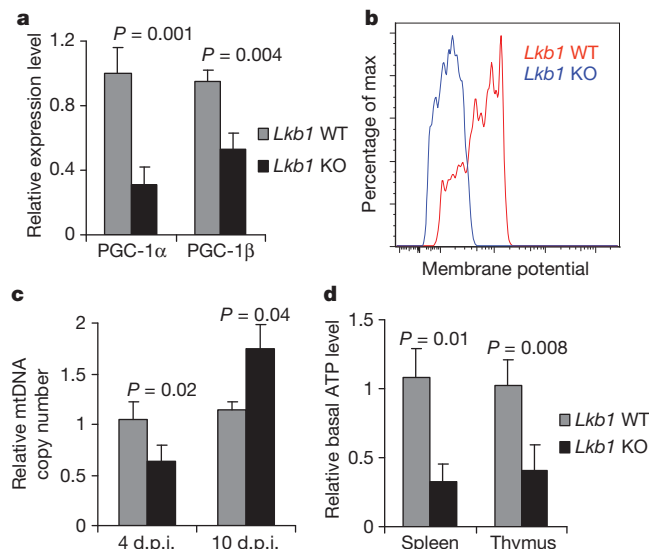 a
Relative expression level
1.2
0.8
0.4
0
P = 0.001
P = 0.004
Lkb1 WT
Lkb1 KO
PGC-1α
PGC-1β
b
Percentage of max
Lkb1 WT
Lkb1 KO
Membrane potential
c
Relative mtDNA
copy number
2
1.5
1
0.5
0
P = 0.02
P = 0.04
4 d.p.i.
10 d.p.i.
d
Relative basal ATP level
1.5
1
0.5
0
P = 0.01
P = 0.008
Lkb1 WT
Lkb1 KO
Spleen
Thymus